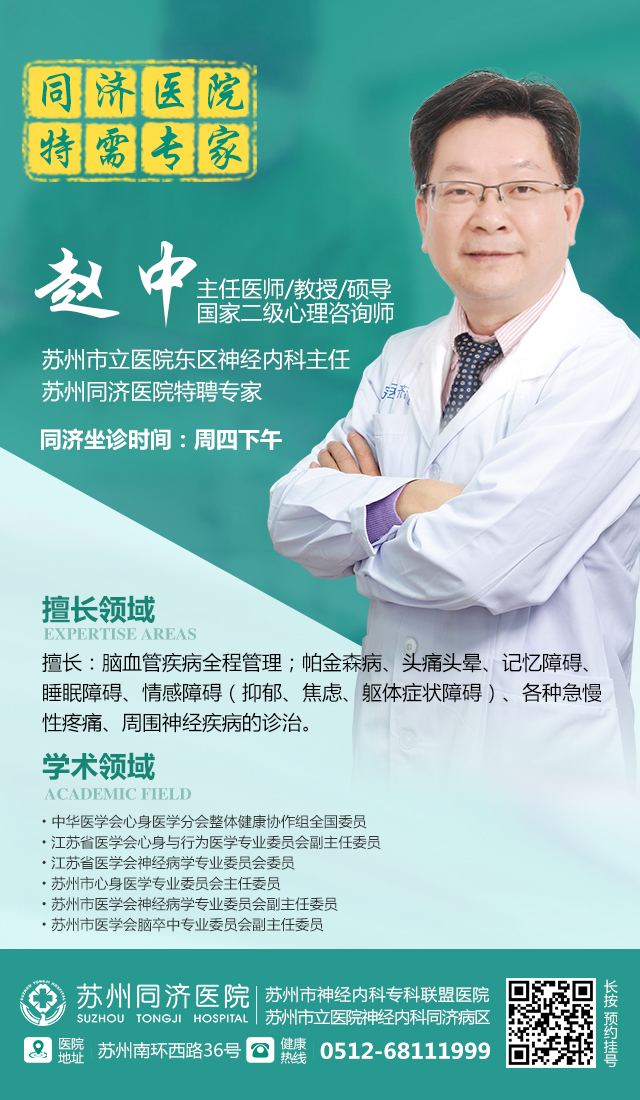 同济医院
特需专家
赵中
主任医师/教授/硕导
国家二级心理咨询师
苏州市立医院东区神经内科主任
苏州同济医院特聘专家
同济坐诊时间：周四下午
擅长领域
EXPERTISE AREAS
擅长：脑血管疾病全程管理；帕金森病、头痛头晕、记忆障碍、
睡眠障碍、情感障碍（抑郁、焦虑、躯体症状障碍）、各种急慢
性疼痛、周围神经疾病的诊治。
学术领域
ACADEMIC FIELD
·中华医学会心身医学分会整体健康协作组全国委员
·江苏省医学会心身与行为医学专业委员会副主任委员
·江苏省医学会神经病学专业委员会委员
·苏州市心身医学专业委员会主任委员
·苏州市医学会神经病学专业委员会副主任委员
·苏州市医学会脑卒中专业委员会副主任委员
苏州同济医院
SUZHOU TONGJI HOSPITAL
苏州市神经内科专科联盟医院
苏州市立医院神经内科同济病区
医院
地址
苏州南环西路36号
健康
热线
0512-68111999
长按 预约挂号